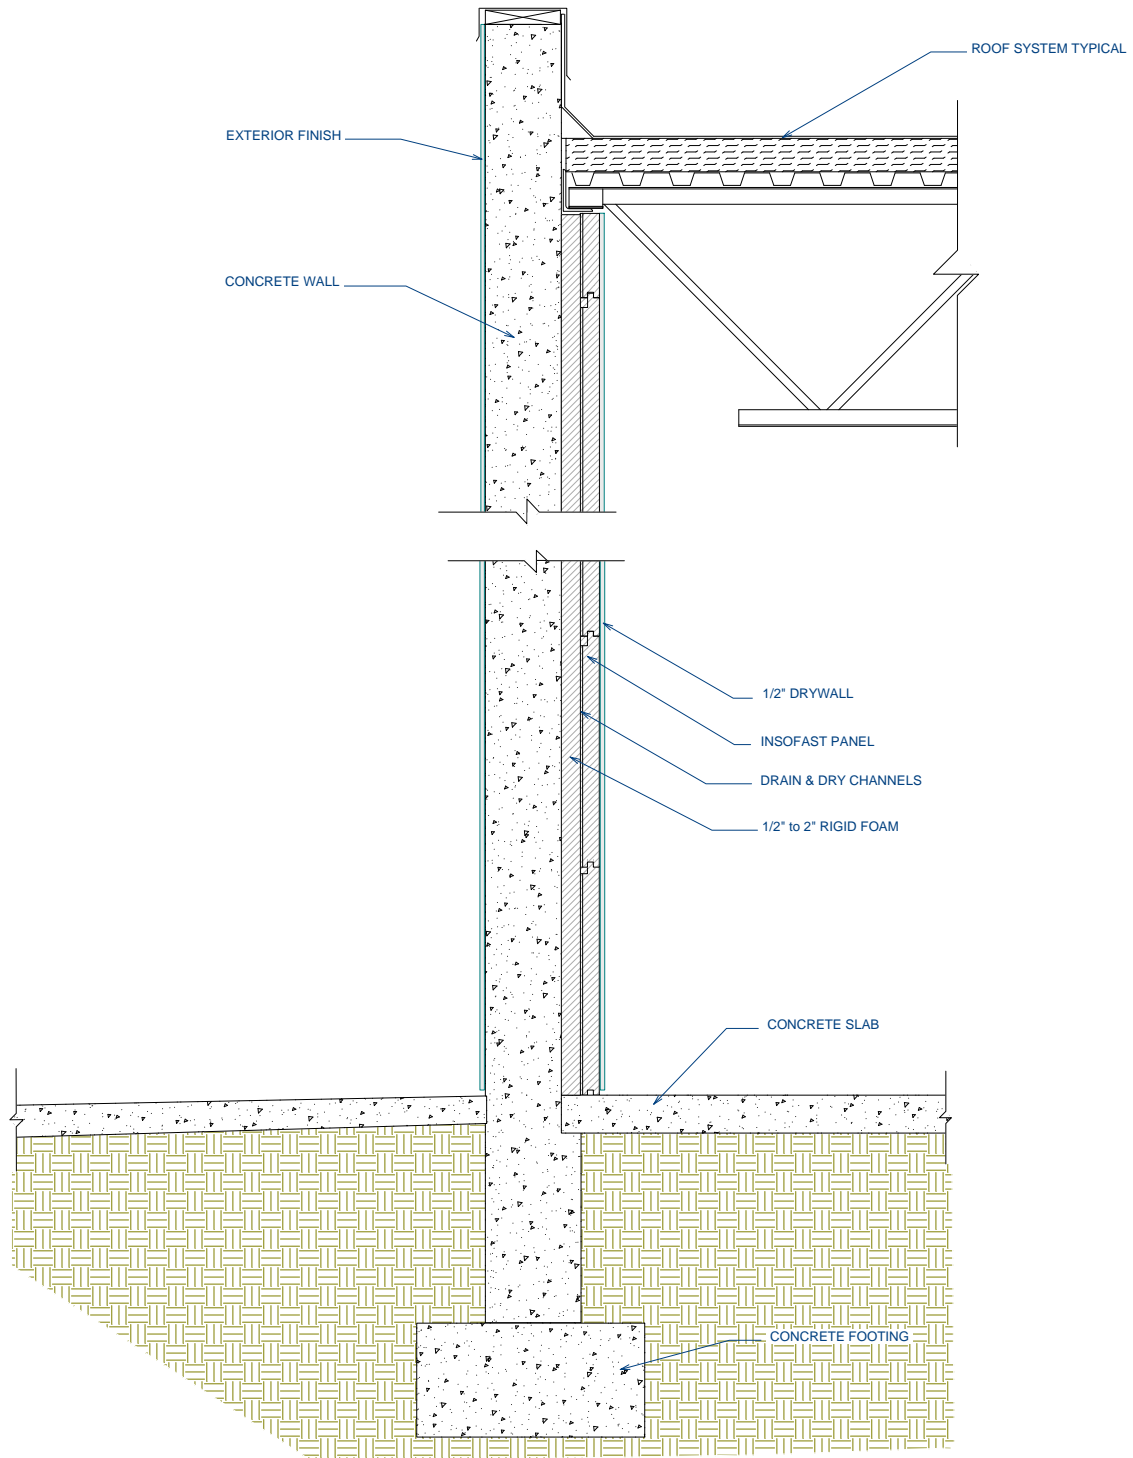 ROOF SYSTEM TYPICAL
EXTERIOR FINISH
CONCRETE WALL
1/2" DRYWALL
INSOFAST PANEL
DRAIN & DRY CHANNELS
1/2" to 2" RIGID FOAM
CONCRETE SLAB
CONCRETE FOOTING